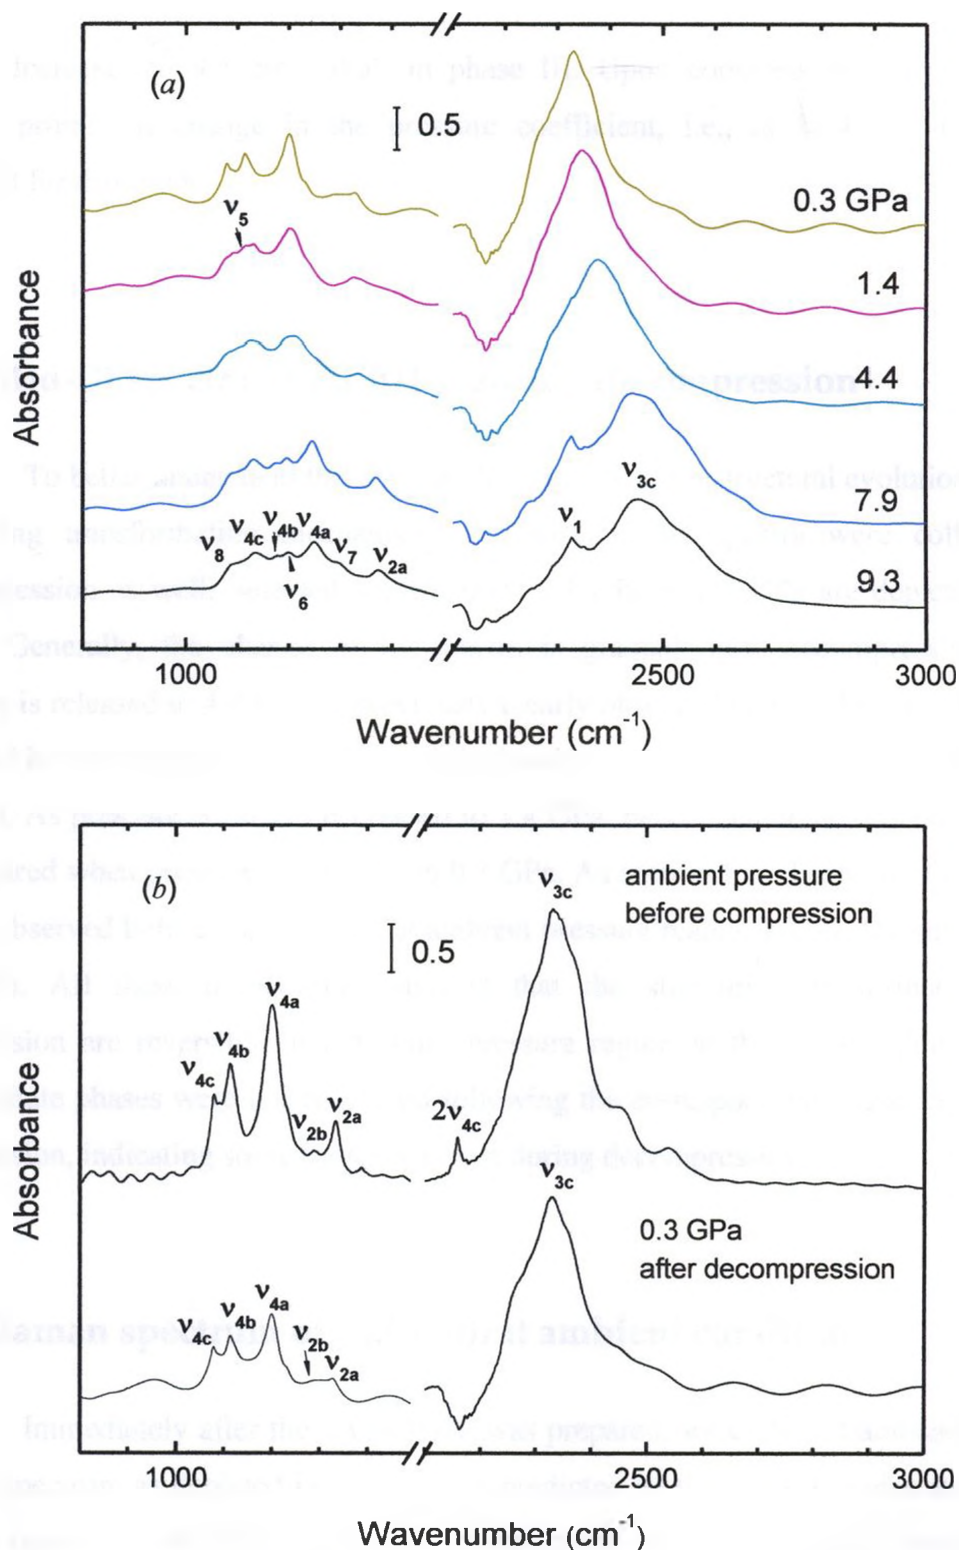 (a)
0.5
0.3 GPa
ν5
1.4
4.4
7.9
ν3c
ν1
ν8 ν4c ν4b ν4a ν7 ν2a
ν6
9.3
Absorbance
1000 2500 3000
Wavenumber (cm⁻¹)
(b)
0.5
ν3c
ambient pressure
before compression
ν4a
ν4b
ν4c
ν2b ν2a
2ν4c
ν3c
0.3 GPa
after decompression
ν4a
ν4c ν4b
ν2b
ν2a
Absorbance
1000 2500 3000
Wavenumber (cm⁻¹)